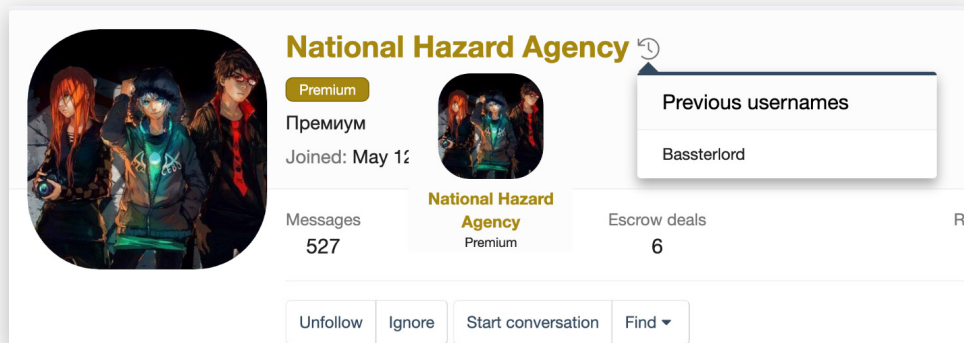 National Hazard Agency
Premium
Премиум
Joined: May 12
Previous usernames
Bassterlord
National Hazard
Agency
Premium
Messages
527
Escrow deals
6
R
Unfollow
Ignore
Start conversation
Find